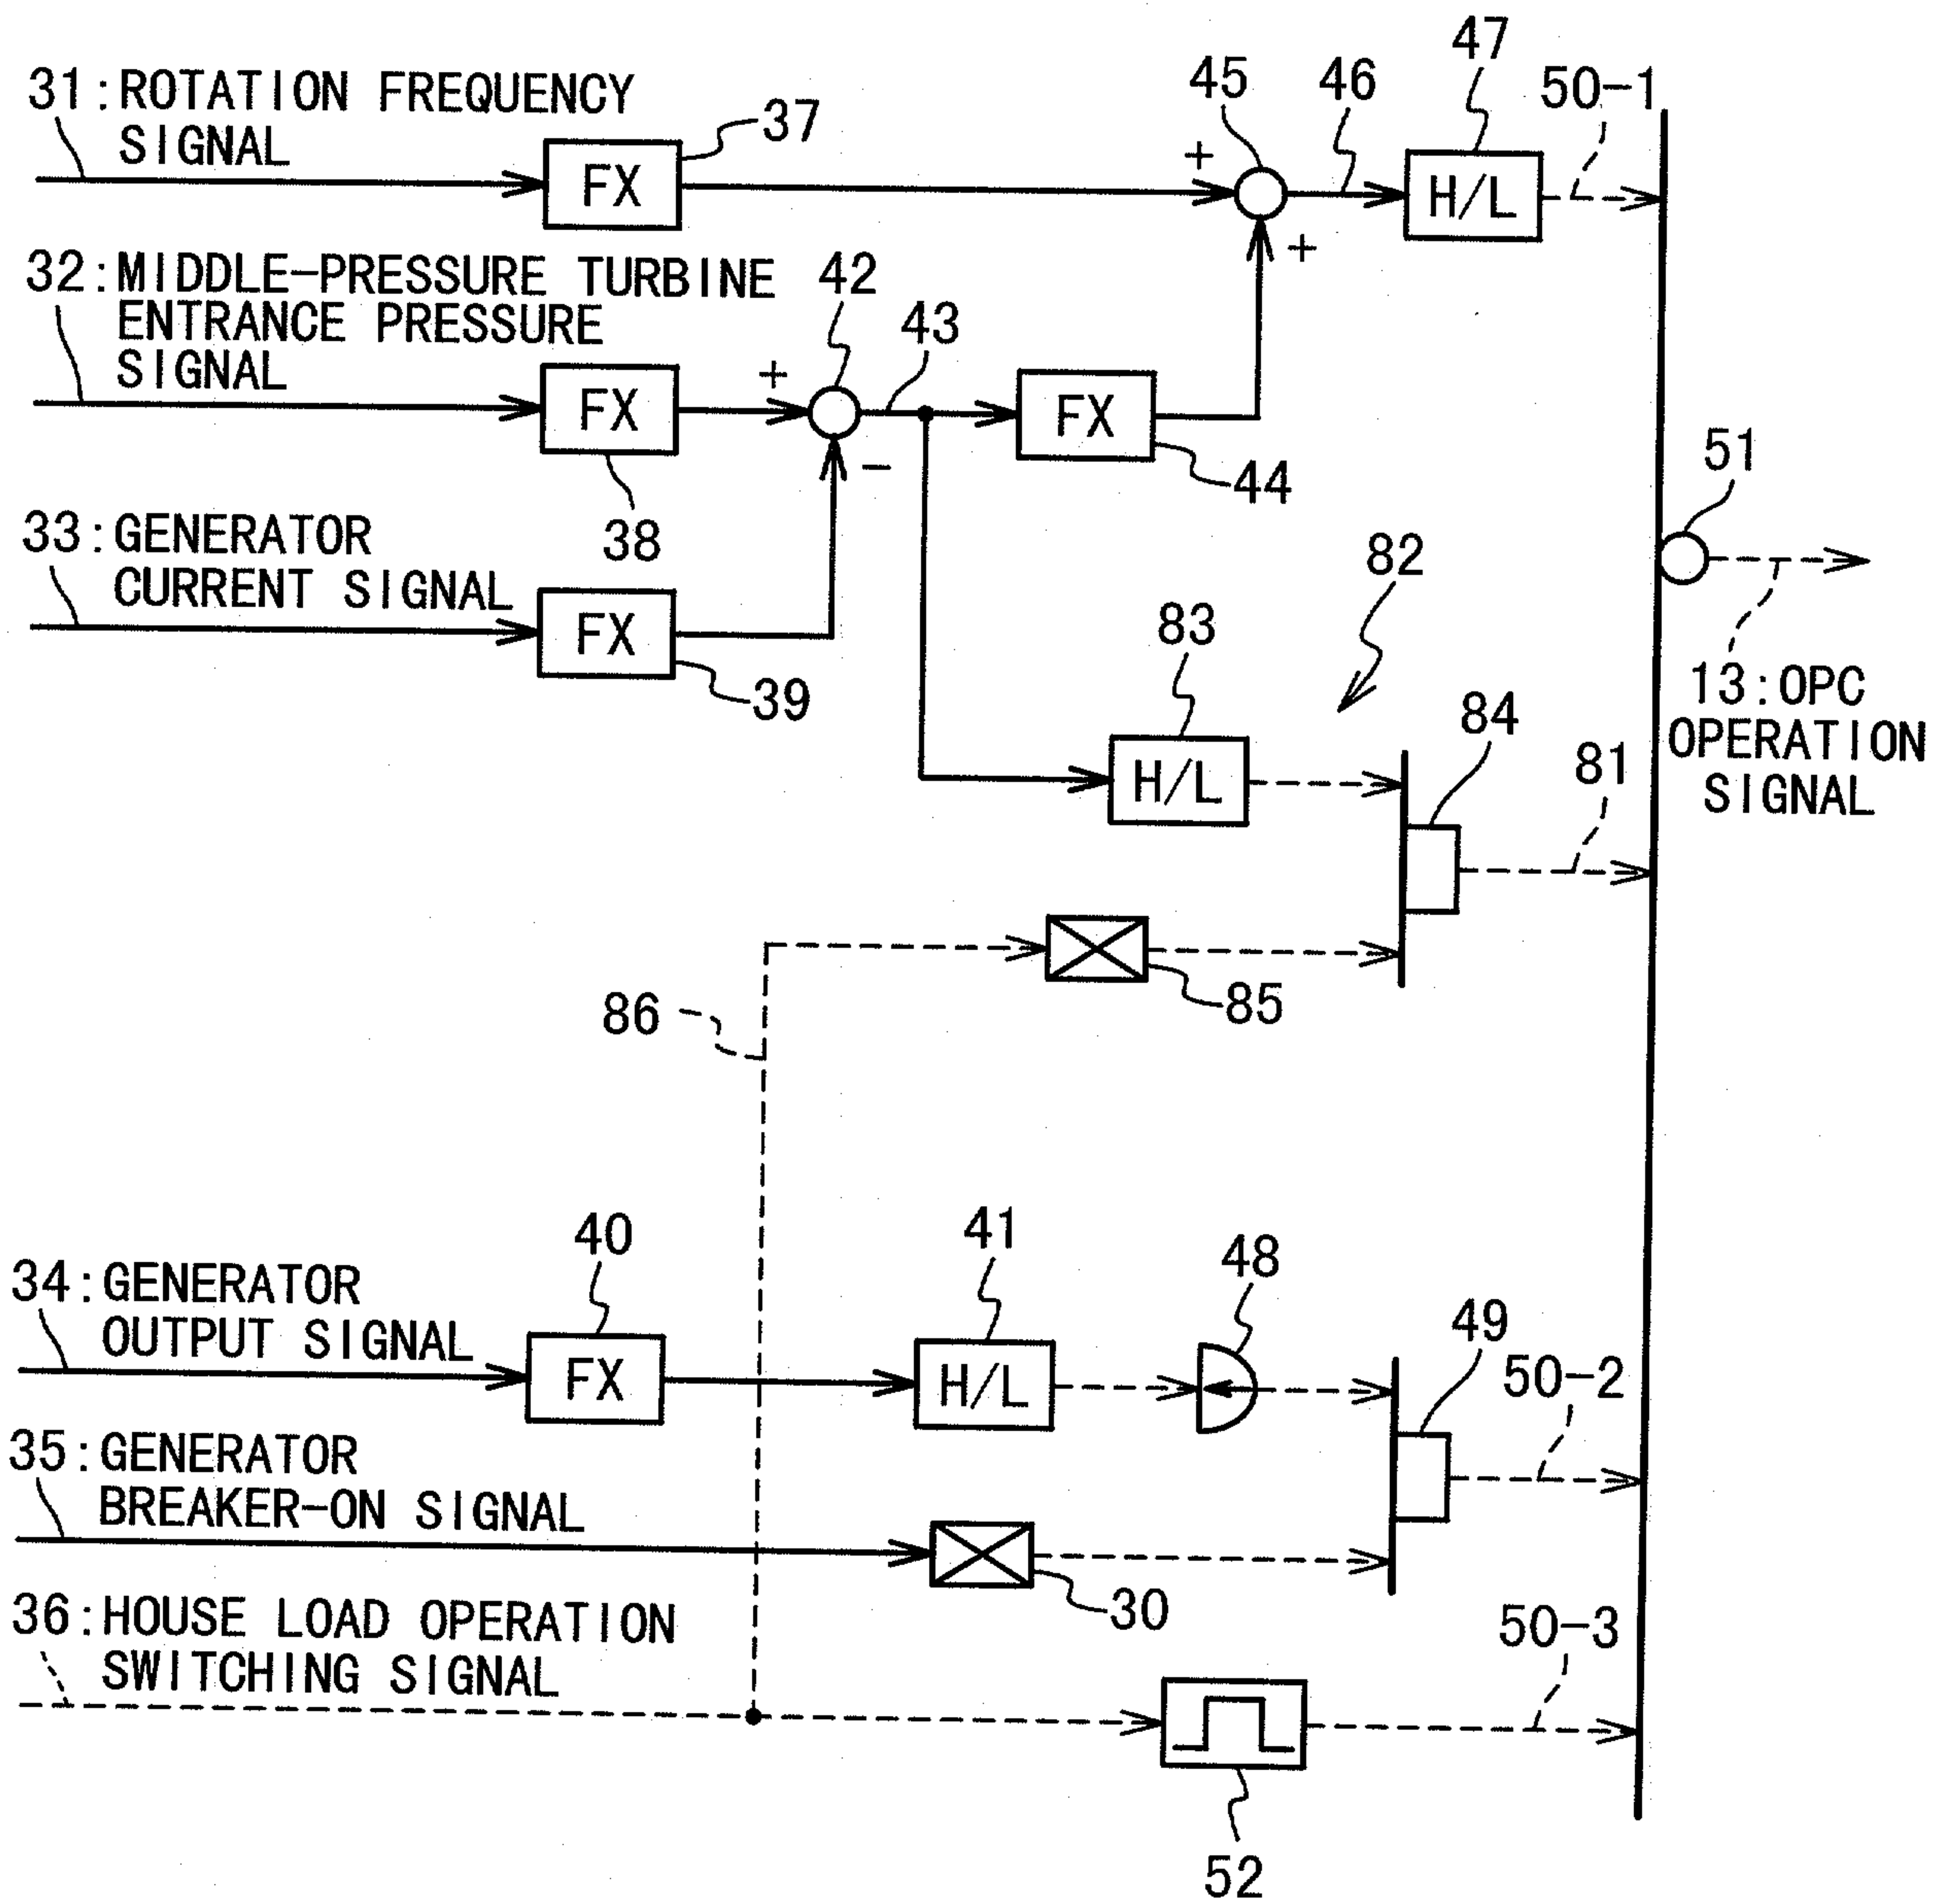 31:ROTATION FREQUENCY
SIGNAL
37
FX
45
46
47
50-1
+
+
H/L
32:MIDDLE-PRESSURE TURBINE
ENTRANCE PRESSURE
SIGNAL
42
43
+
-
FX
38
FX
44
51
33:GENERATOR
CURRENT SIGNAL
FX
39
82
83
H/L
84
81
13:OPC
OPERATION
SIGNAL
86
85
34:GENERATOR
OUTPUT SIGNAL
40
FX
41
H/L
48
49
50-2
35:GENERATOR
BREAKER-ON SIGNAL
30
36:HOUSE LOAD OPERATION
SWITCHING SIGNAL
50-3
52